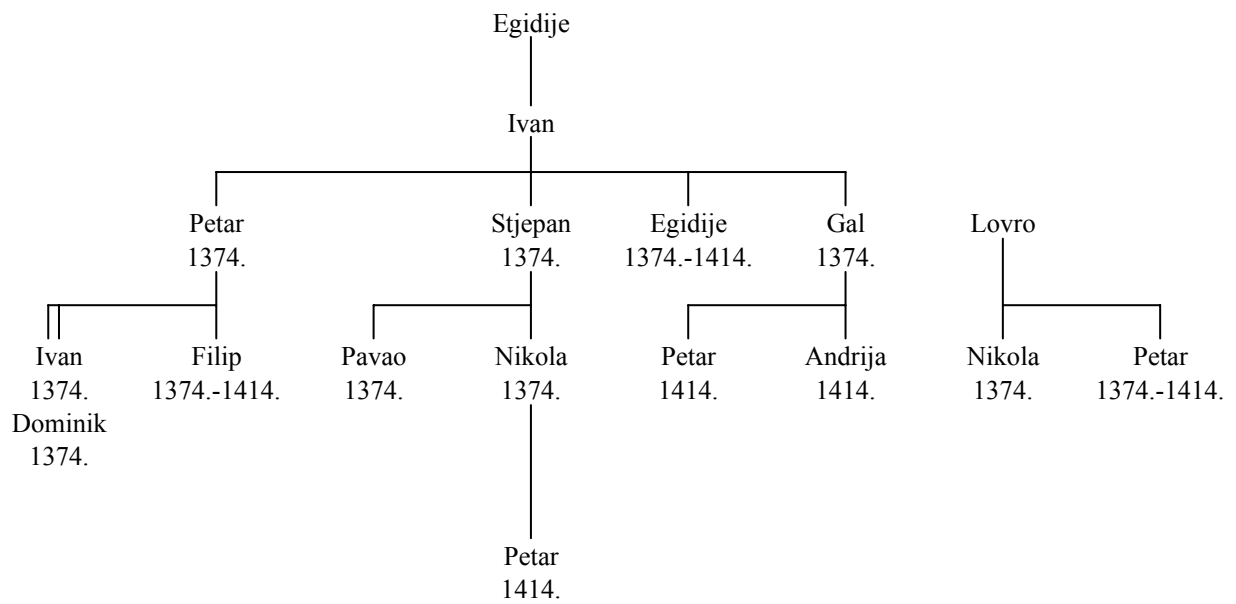 Egidije
Ivan
Petar Stjepan Egidije Gal Lovro
1374. 1374. 1374.-1414. 1374.
Ivan Filip Pavao Nikola Petar Andrija Nikola Petar
1374. 1374.-1414. 1374. 1374. 1414. 1414. 1374. 1374.-1414.
Dominik
1374.
Petar
1414.